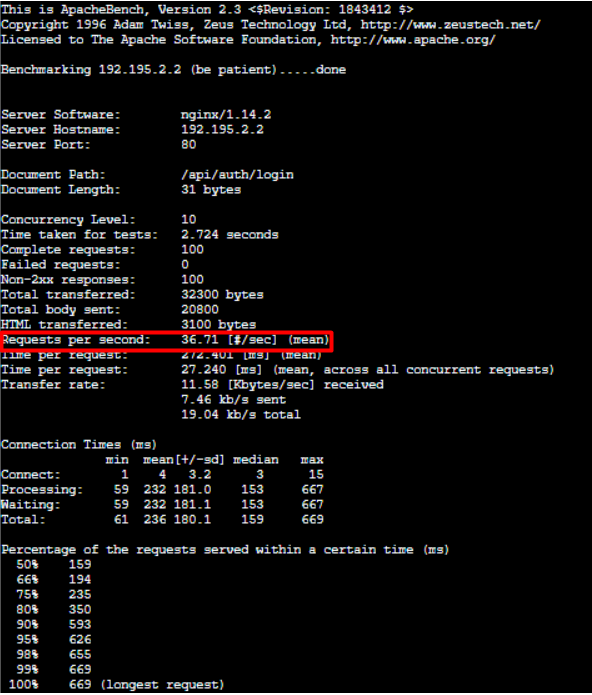 This is ApacheBench, Version 2.3 <$Revision: 1843412 $>
Copyright 1996 Adam Twiss, Zeus Technology Ltd, http://www.zeustech.net/
Licensed to The Apache Software Foundation, http://www.apache.org/
Benchmarking 192.195.2.2 (be patient).....done
Server Software: nginx/1.14.2
Server Hostname: 192.195.2.2
Server Port: 80
Document Path: /api/auth/login
Document Length: 31 bytes
Concurrency Level: 10
Time taken for tests: 2.724 seconds
Complete requests: 100
Failed requests: 0
Non-2xx responses: 100
Total transferred: 32300 bytes
Total body sent: 20800
HTML transferred: 3100 bytes
Requests per second: 36.71 [#/sec] (mean)
Time per request: 272.401 [ms] (mean)
Time per request: 27.240 [ms] (mean, across all concurrent requests)
Transfer rate: 11.58 [Kbytes/sec] received
7.46 kb/s sent
19.04 kb/s total
Connection Times (ms)
min mean[+/-sd] median max
Connect: 1 4 3.2 3 15
Processing: 59 232 181.0 153 667
Waiting: 59 232 181.1 153 667
Total: 61 236 180.1 159 669
Percentage of the requests served within a certain time (ms)
50% 159
66% 194
75% 235
80% 350
90% 593
95% 626
98% 655
99% 669
100% 669 (longest request)